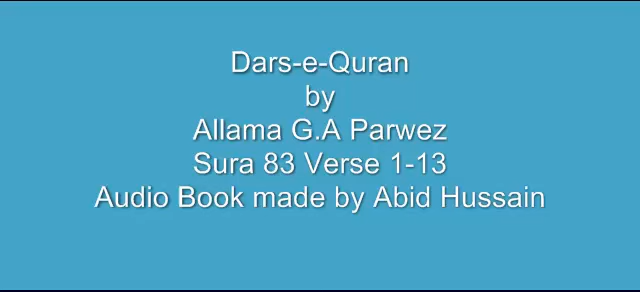 Dars-e-Quran
by
Allama G.A Parwez
Sura 83 Verse 1-13
Audio Book made by Abid Hussain